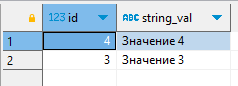 123 id ABC string_val
1 4 Значение 4
2 3 Значение 3